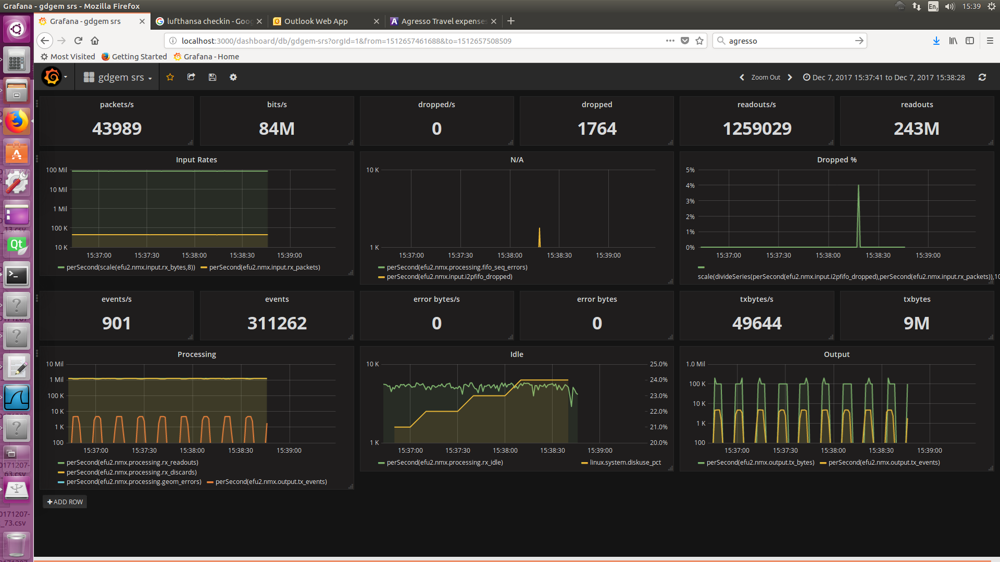 Grafana - gdgem srs - Mozilla Firefox
En2
15:39
Grafana - gdgem srs
lufthansa checkin - Goog
Outlook Web App
Agresso Travel expenses
localhost:3000/dashboard/db/gdgem-srs?orgId=1&from=1512657461688&to=1512657508509
agresso
Most Visited
Getting Started
Grafana - Home
gdgem srs
Zoom Out
Dec 7, 2017 15:37:41 to Dec 7, 2017 15:38:28
packets/s
43989
bits/s
84M
dropped/s
0
dropped
1764
readouts/s
1259029
readouts
243M
Input Rates
100 Mil
10 Mil
1 Mil
100 K
10 K
15:37:00 15:37:30 15:38:00 15:38:30 15:39:00
perSecond(scale(efu2.nmx.input.rx_bytes,8)) perSecond(efu2.nmx.input.rx_packets)
N/A
10 K
1 K
15:37:00 15:37:30 15:38:00 15:38:30 15:39:00
perSecond(efu2.nmx.processing.fifo_seq_errors)
perSecond(efu2.nmx.input.i2pfifo_dropped)
Dropped %
5%
4%
3%
2%
1%
0%
15:37:00 15:37:30 15:38:00 15:38:30 15:39:00
scale(divideSeries(perSecond(efu2.nmx.input.i2pfifo_dropped),perSecond(efu2.nmx.input.rx_packets)),10
events/s
901
events
311262
error bytes/s
0
error bytes
0
txbytes/s
49644
txbytes
9M
Processing
10 Mil
1 Mil
100 K
10 K
1 K
100
15:37:00 15:37:30 15:38:00 15:38:30 15:39:00
perSecond(efu2.nmx.processing.rx_readouts)
perSecond(efu2.nmx.processing.rx_discards)
perSecond(efu2.nmx.processing.geom_errors) perSecond(efu2.nmx.output.tx_events)
Idle
10 K
1 K
25.0%
24.0%
23.0%
22.0%
21.0%
20.0%
15:37:00 15:37:30 15:38:00 15:38:30 15:39:00
perSecond(efu2.nmx.processing.rx_idle) linux.system.diskuse_pct
Output
1.0 Mil
100 K
10 K
1 K
100
15:37:00 15:37:30 15:38:00 15:38:30 15:39:00
perSecond(efu2.nmx.output.tx_bytes) perSecond(efu2.nmx.output.tx_events)
ADD ROW
Qt
13.csv
0171207-
63.csv
0171207-
_73.csv